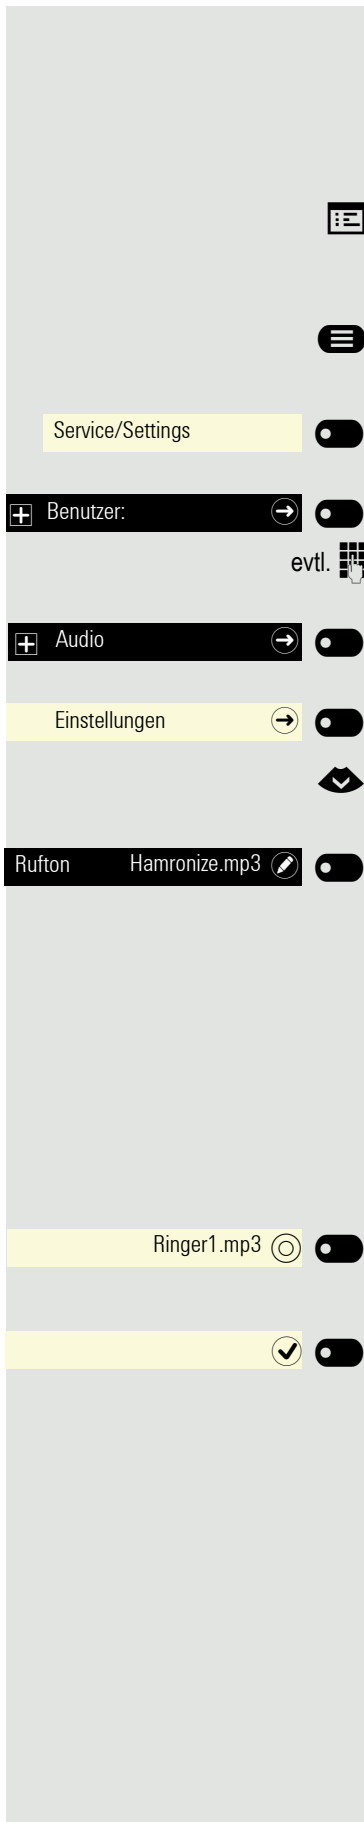 Service/Settings
Benutzer:
evtl.
Audio
Einstellungen
Rufton Hamronize.mp3
Ringer1.mp3